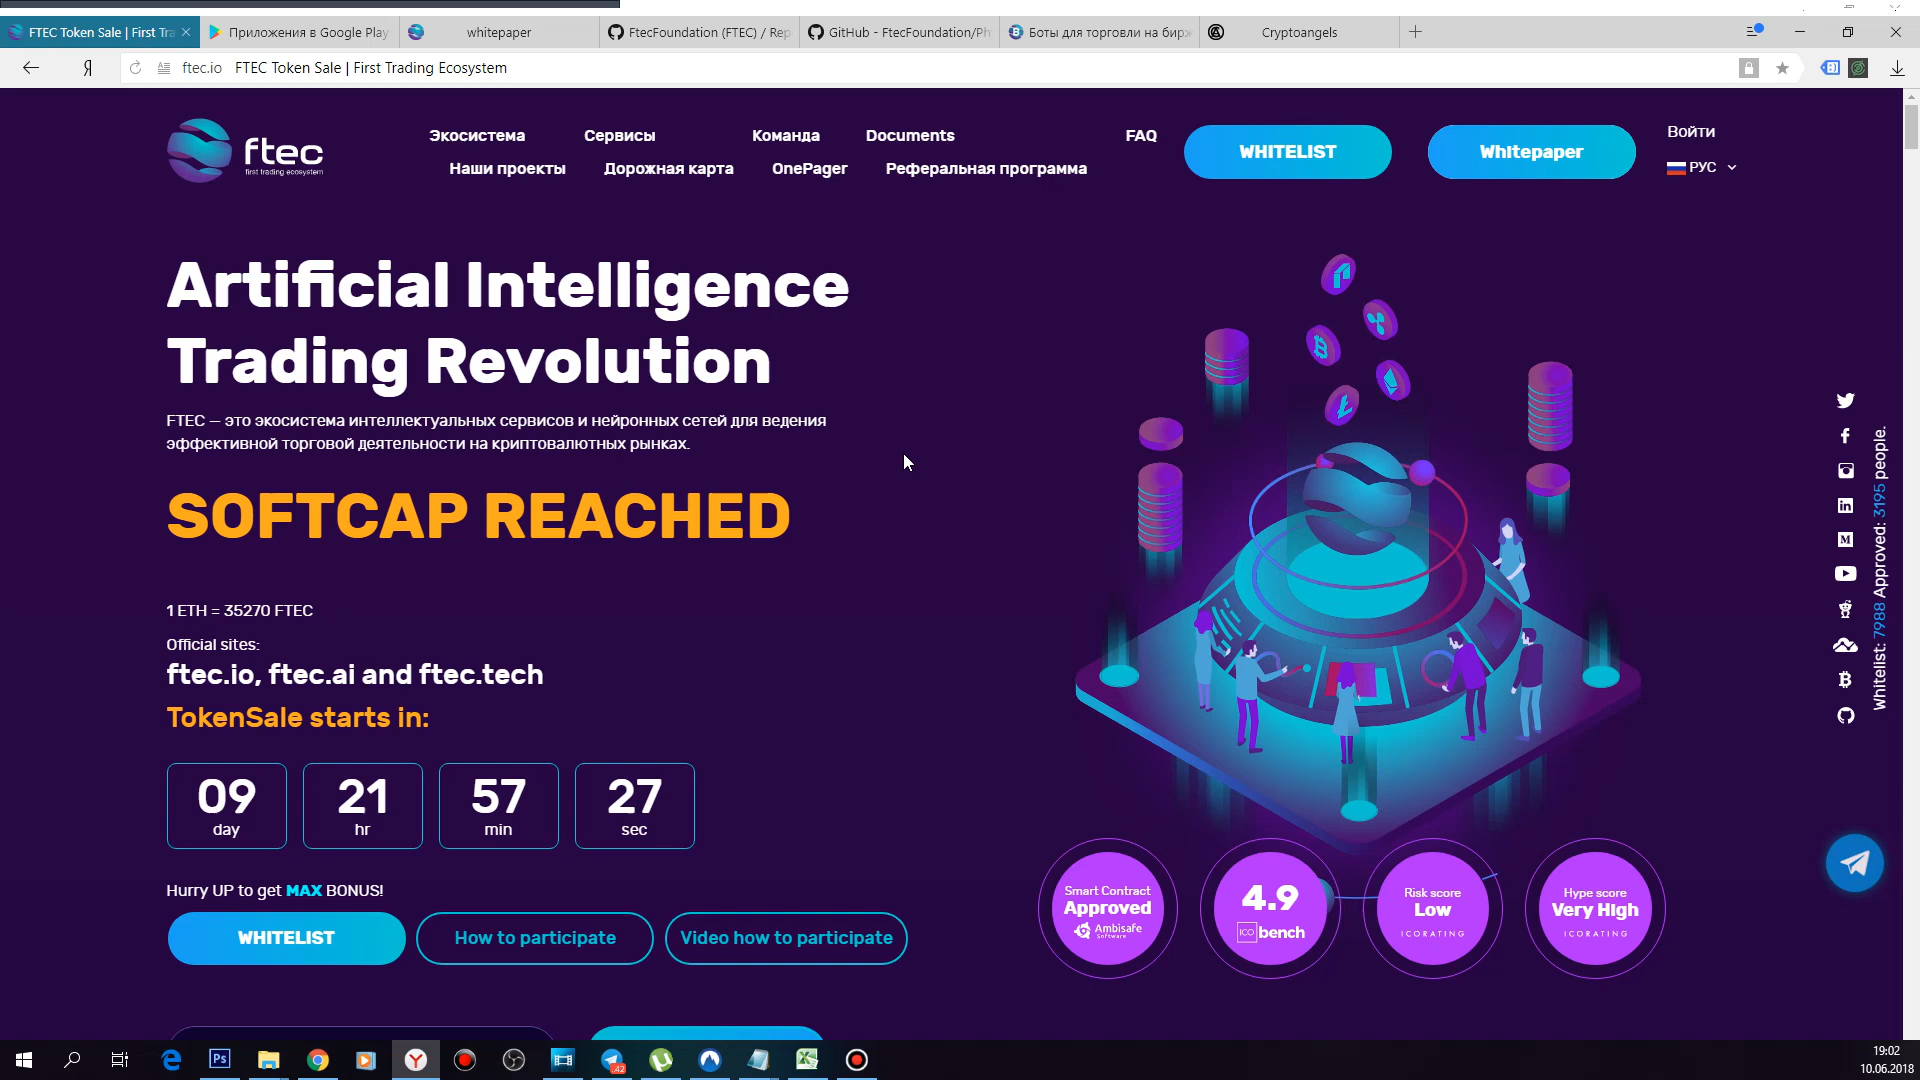 FTEC Token Sale | First Tra
Приложения в Google Play
whitepaper
FtecFoundation (FTEC) / Rep
GitHub - FtecFoundation/Ph
Боты для торговли на бирж
Cryptoangels
Я
ftec.io
FTEC Token Sale | First Trading Ecosystem
ftec
first trading ecosystem
Экосистема
Сервисы
Команда
Documents
FAQ
Наши проекты
Дорожная карта
OnePager
Реферальная программа
WHITELIST
Whitepaper
Войти
РУС
Artificial Intelligence
Trading Revolution
FTEC — это экосистема интеллектуальных сервисов и нейронных сетей для ведения
эффективной торговой деятельности на криптовалютных рынках.
SOFTCAP REACHED
1 ETH = 35270 FTEC
Official sites:
ftec.io, ftec.ai and ftec.tech
TokenSale starts in:
09
day
21
hr
57
min
27
sec
Hurry UP to get MAX BONUS!
WHITELIST
How to participate
Video how to participate
Smart Contract
Approved
Ambisafe
Software
4.9
ICO bench
Risk score
Low
ICORATING
Hype score
Very High
ICORATING
Whitelist: 7988 Approved: 3195 people.
Ps
42
19:02
10.06.2018